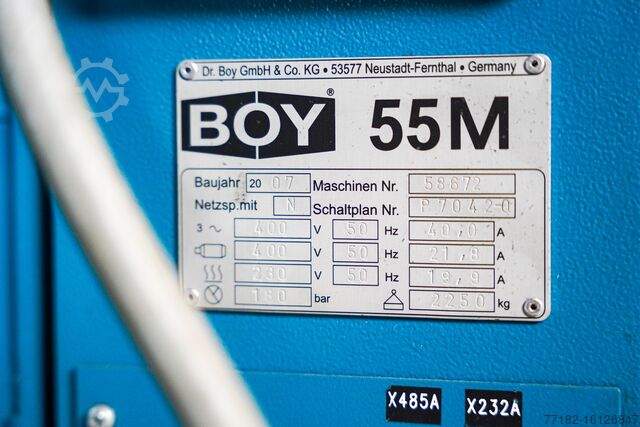 Dr. Boy GmbH & Co. KG • 53577 Neustadt-Fernthal • Germany
BOY ® 55M
Baujahr 20 07 Maschinen Nr. 58672
Netzsp.mit N Schaltplan Nr. P7042-0
3 ~ 400 V 50 Hz 40,0 A
400 V 50 Hz 21,8 A
230 V 50 Hz 19,9 A
180 bar 2250 kg
X485A X232A
77182-16126847